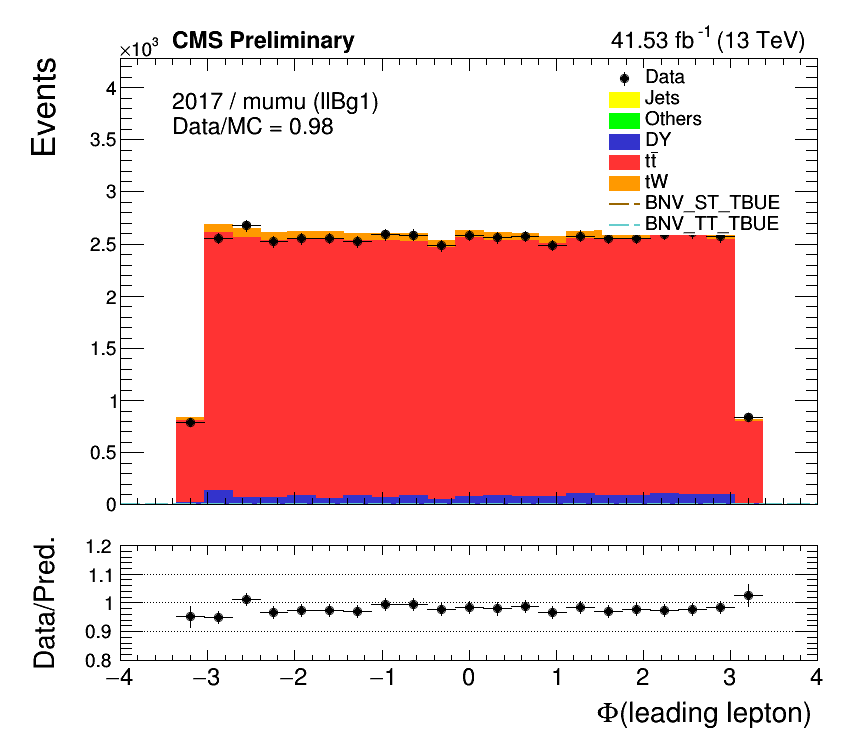 ×10³ CMS Preliminary 41.53 fb⁻¹ (13 TeV)
Events
2017 / mumu (llBg1)
Data/MC = 0.98
Data
Jets
Others
DY
tt̄
tW
BNV_ST_TBUE
BNV_TT_TBUE
4
3.5
3
2.5
2
1.5
1
0.5
0
Data/Pred.
1.2
1.1
1
0.9
0.8
−4 −3 −2 −1 0 1 2 3 4
Φ(leading lepton)